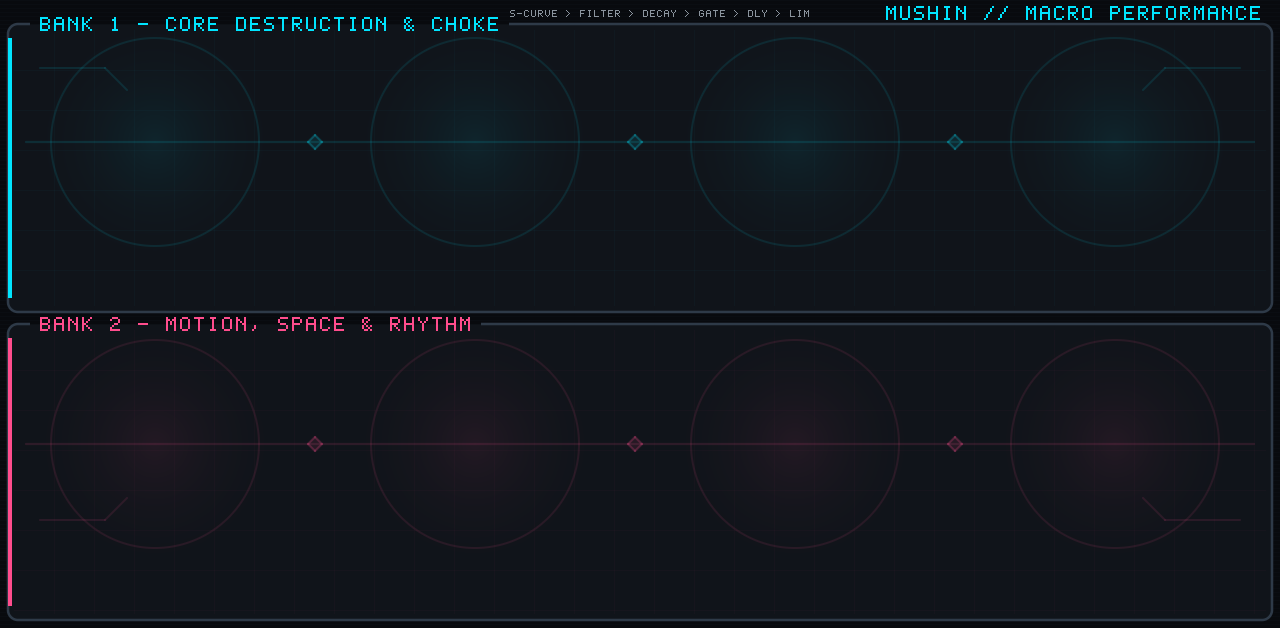 BANK 1 - CORE DESTRUCTION & CHOKE
S-CURVE > FILTER > DECAY > GATE > DLY > LIM
MUSHIN // MACRO PERFORMANCE
BANK 2 - MOTION, SPACE & RHYTHM